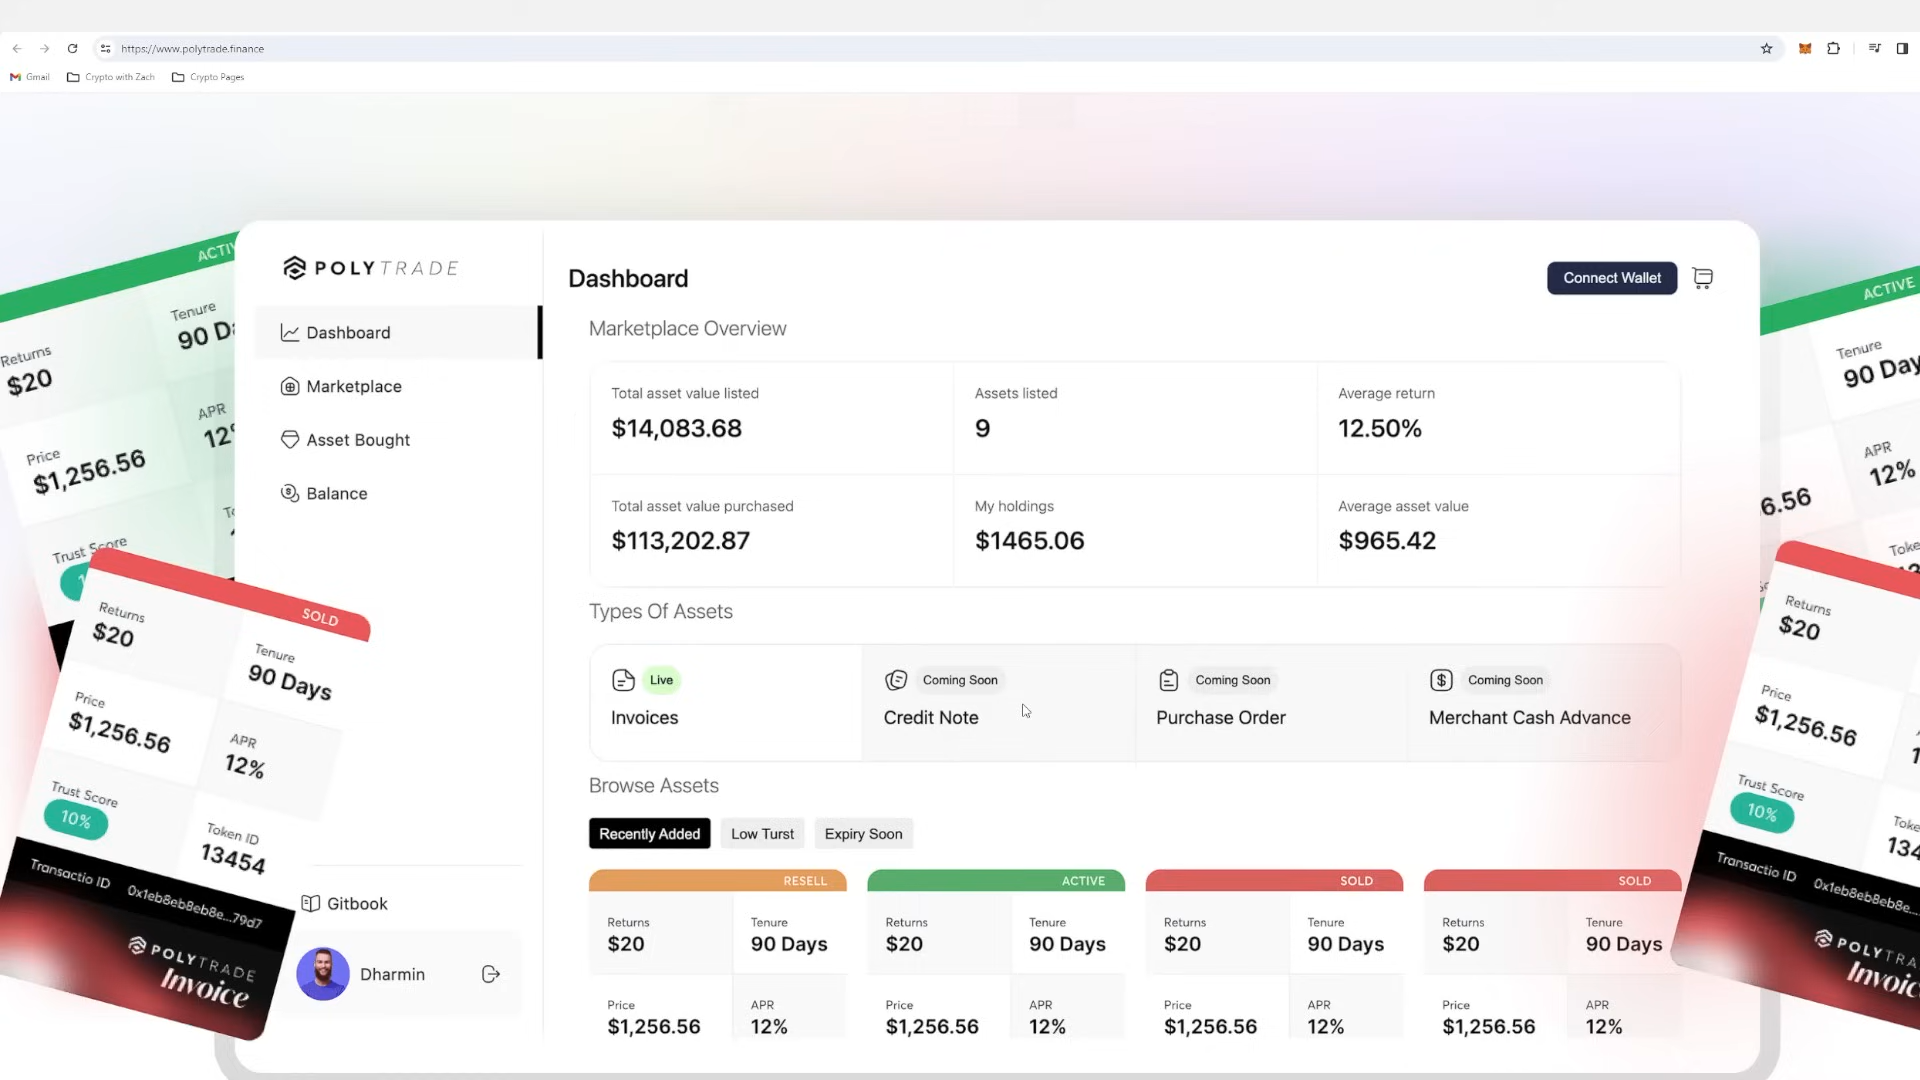 https://www.polytrade.finance
Gmail
Crypto with Zach
Crypto Pages
POLYTRADE
Dashboard
Marketplace
Asset Bought
Balance
Gitbook
Dharmin
Dashboard
Connect Wallet
Marketplace Overview
Total asset value listed
$14,083.68
Assets listed
9
Average return
12.50%
Total asset value purchased
$113,202.87
My holdings
$1465.06
Average asset value
$965.42
Types Of Assets
Live
Invoices
Coming Soon
Credit Note
Coming Soon
Purchase Order
Coming Soon
Merchant Cash Advance
Browse Assets
Recently Added
Low Turst
Expiry Soon
RESELL
Returns
$20
Tenure
90 Days
Price
$1,256.56
APR
12%
ACTIVE
Returns
$20
Tenure
90 Days
Price
$1,256.56
APR
12%
SOLD
Returns
$20
Tenure
90 Days
Price
$1,256.56
APR
12%
SOLD
Returns
$20
Tenure
90 Days
Price
$1,256.56
APR
12%
Returns
$20
Tenure
Price
$1,256.56
APR
Trust Score
SOLD
Returns
$20
Tenure
90 Days
Price
$1,256.56
APR
12%
Trust Score
10%
Token ID
13454
Transactio ID
0x1eb8eb8eb8e...79d7
POLYTRADE
Invoice
ACTIVE
Tenure
APR
12%
Returns
$20
Price
$1,256.56
Trust Score
10%
Transactio ID
0x1eb8eb8eb8e...